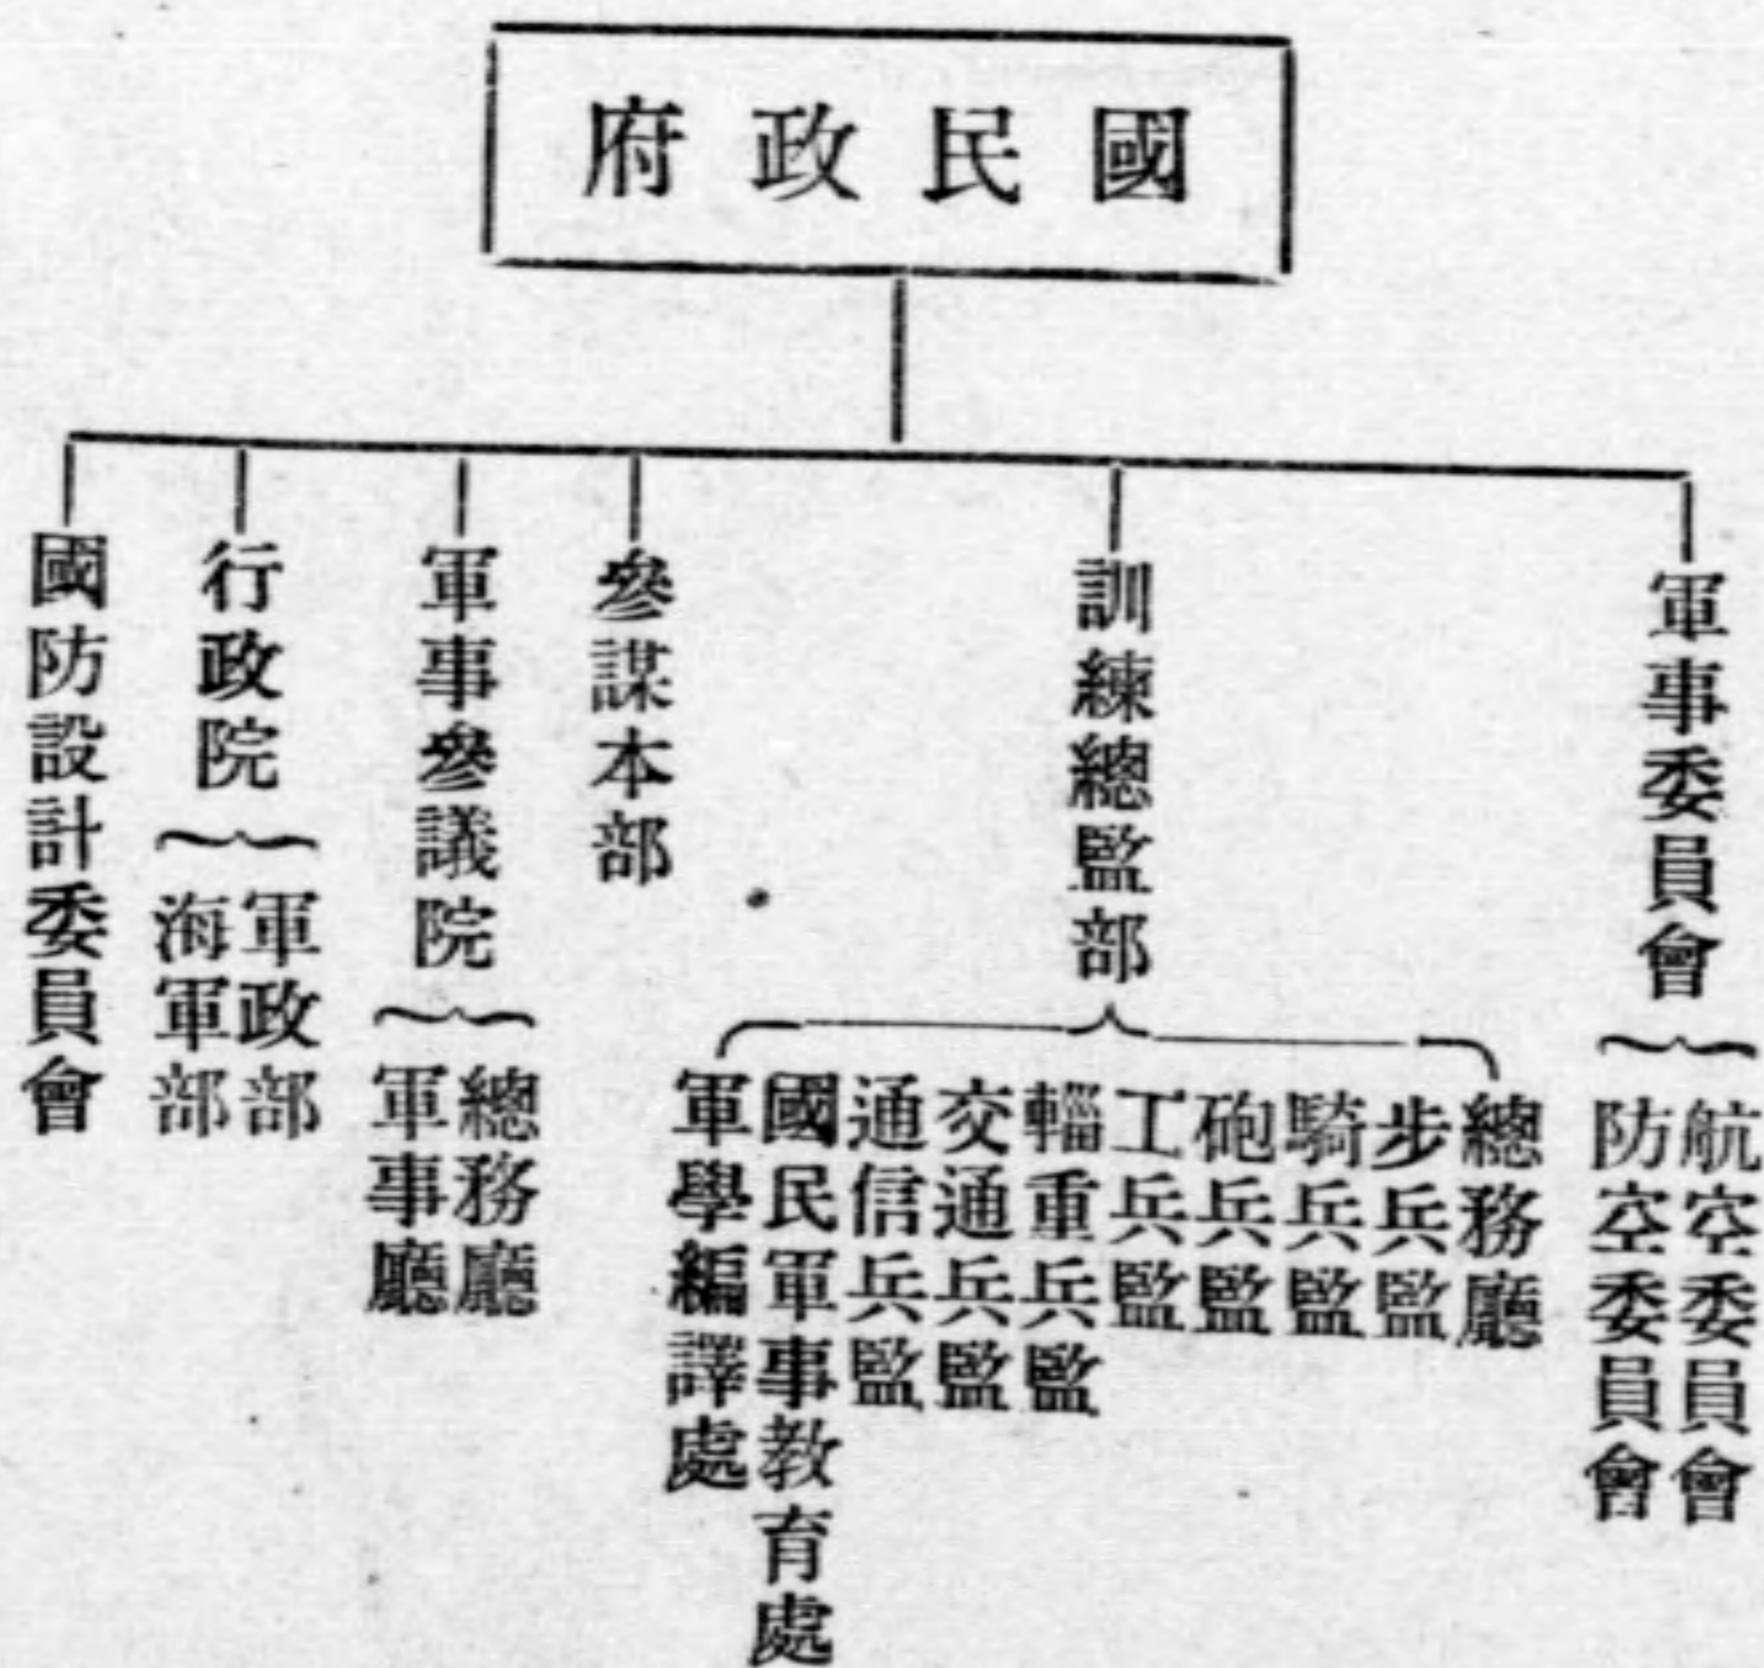 國民政府
軍事委員會
航空委員會
防空委員會
訓練總監部
總務廳
步兵監
騎兵監
砲兵監
工兵監
輜重兵監
交通兵監
通信兵監
國民軍事教育處
軍學編譯處
參謀本部
軍事參議院
總務廳
軍事廳
行政院
軍政部
海軍部
國防設計委員會